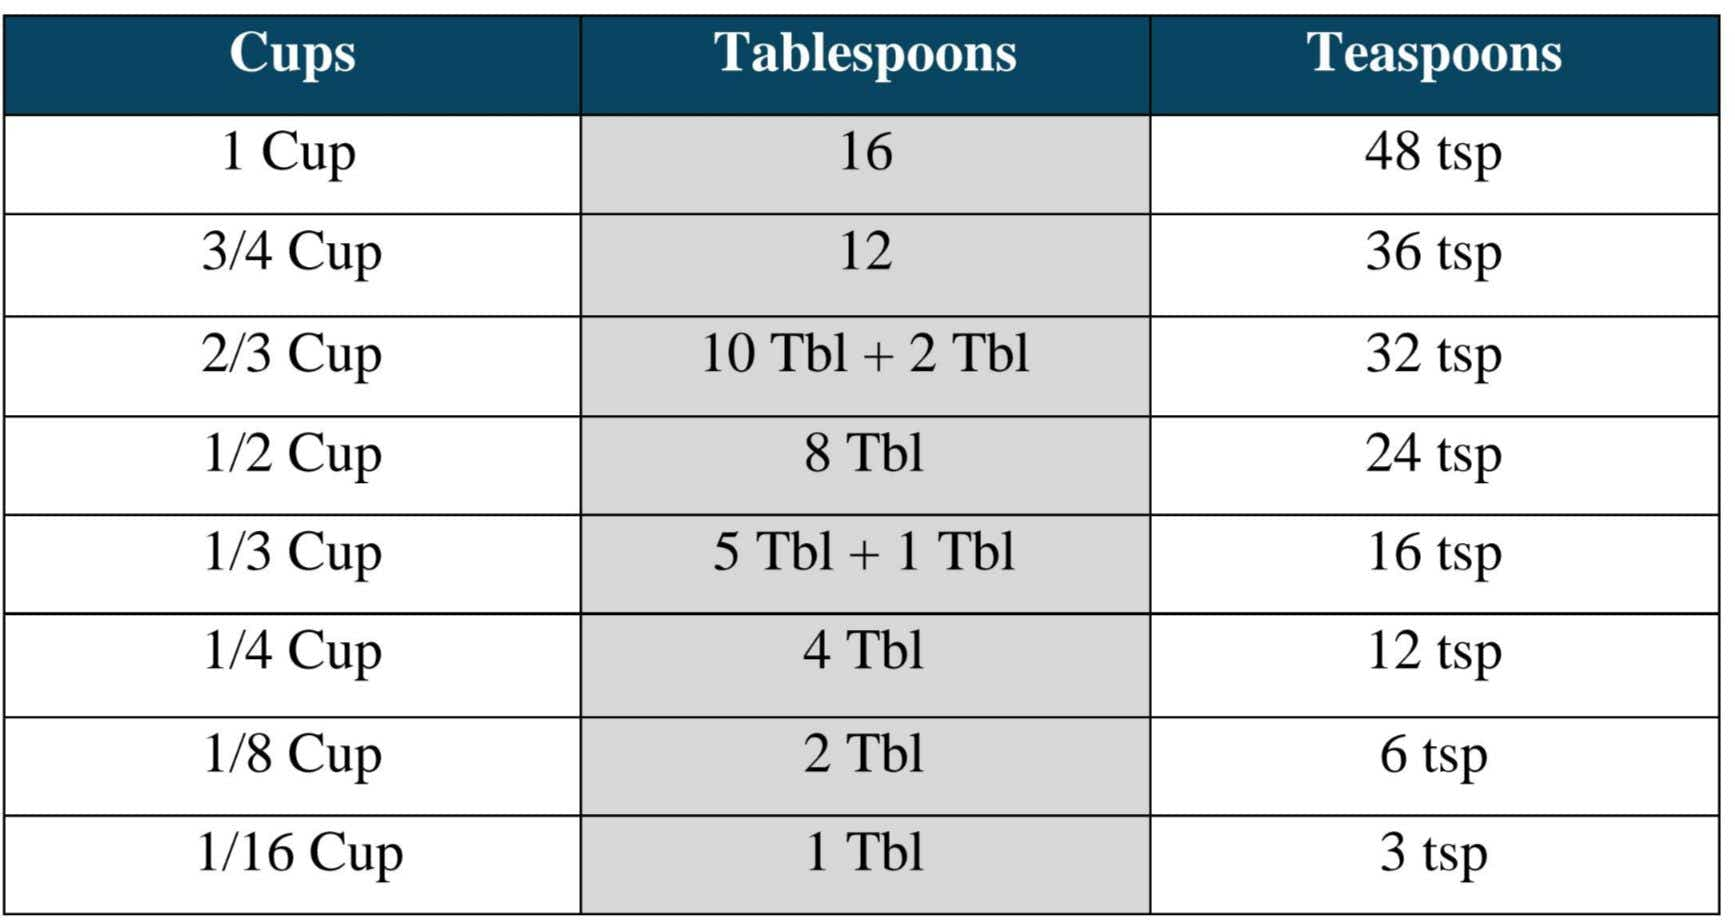 Cups Tablespoons Teaspoons
1 Cup 16 48 tsp
3/4 Cup 12 36 tsp
2/3 Cup 10 Tbl + 2 Tbl 32 tsp
1/2 Cup 8 Tbl 24 tsp
1/3 Cup 5 Tbl + 1 Tbl 16 tsp
1/4 Cup 4 Tbl 12 tsp
1/8 Cup 2 Tbl 6 tsp
1/16 Cup 1 Tbl 3 tsp